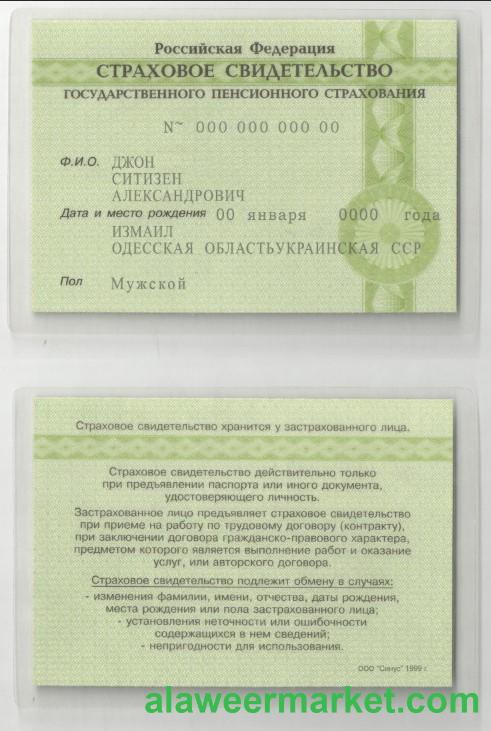 Российская Федерация
СТРАХОВОЕ СВИДЕТЕЛЬСТВО
ГОСУДАРСТВЕННОГО ПЕНСИОННОГО СТРАХОВАНИЯ
N~ 000 000 000 00
Ф.И.О. ДЖОН
СИТИЗЕН
АЛЕКСАНДРОВИЧ
Дата и место рождения 00 января 0000 года
ИЗМАИЛ
ОДЕССКАЯ ОБЛАСТЬУКРАИНСКАЯ ССР
Пол Мужской
Страховое свидетельство хранится у застрахованного лица.
Страховое свидетельство действительно только
при предъявлении паспорта или иного документа,
удостоверяющего личность.
Застрахованное лицо предъявляет страховое свидетельство
при приеме на работу по трудовому договору (контракту),
при заключении договора гражданско-правового характера,
предметом которого является выполнение работ и оказание
услуг, или авторского договора.
Страховое свидетельство подлежит обмену в случаях:
- изменения фамилии, имени, отчества, даты рождения,
места рождения или пола застрахованного лица;
- установления неточности или ошибочности
содержащихся в нем сведений;
- непригодности для использования.
ООО "Синус" 1999 г.
alaweermarket.com